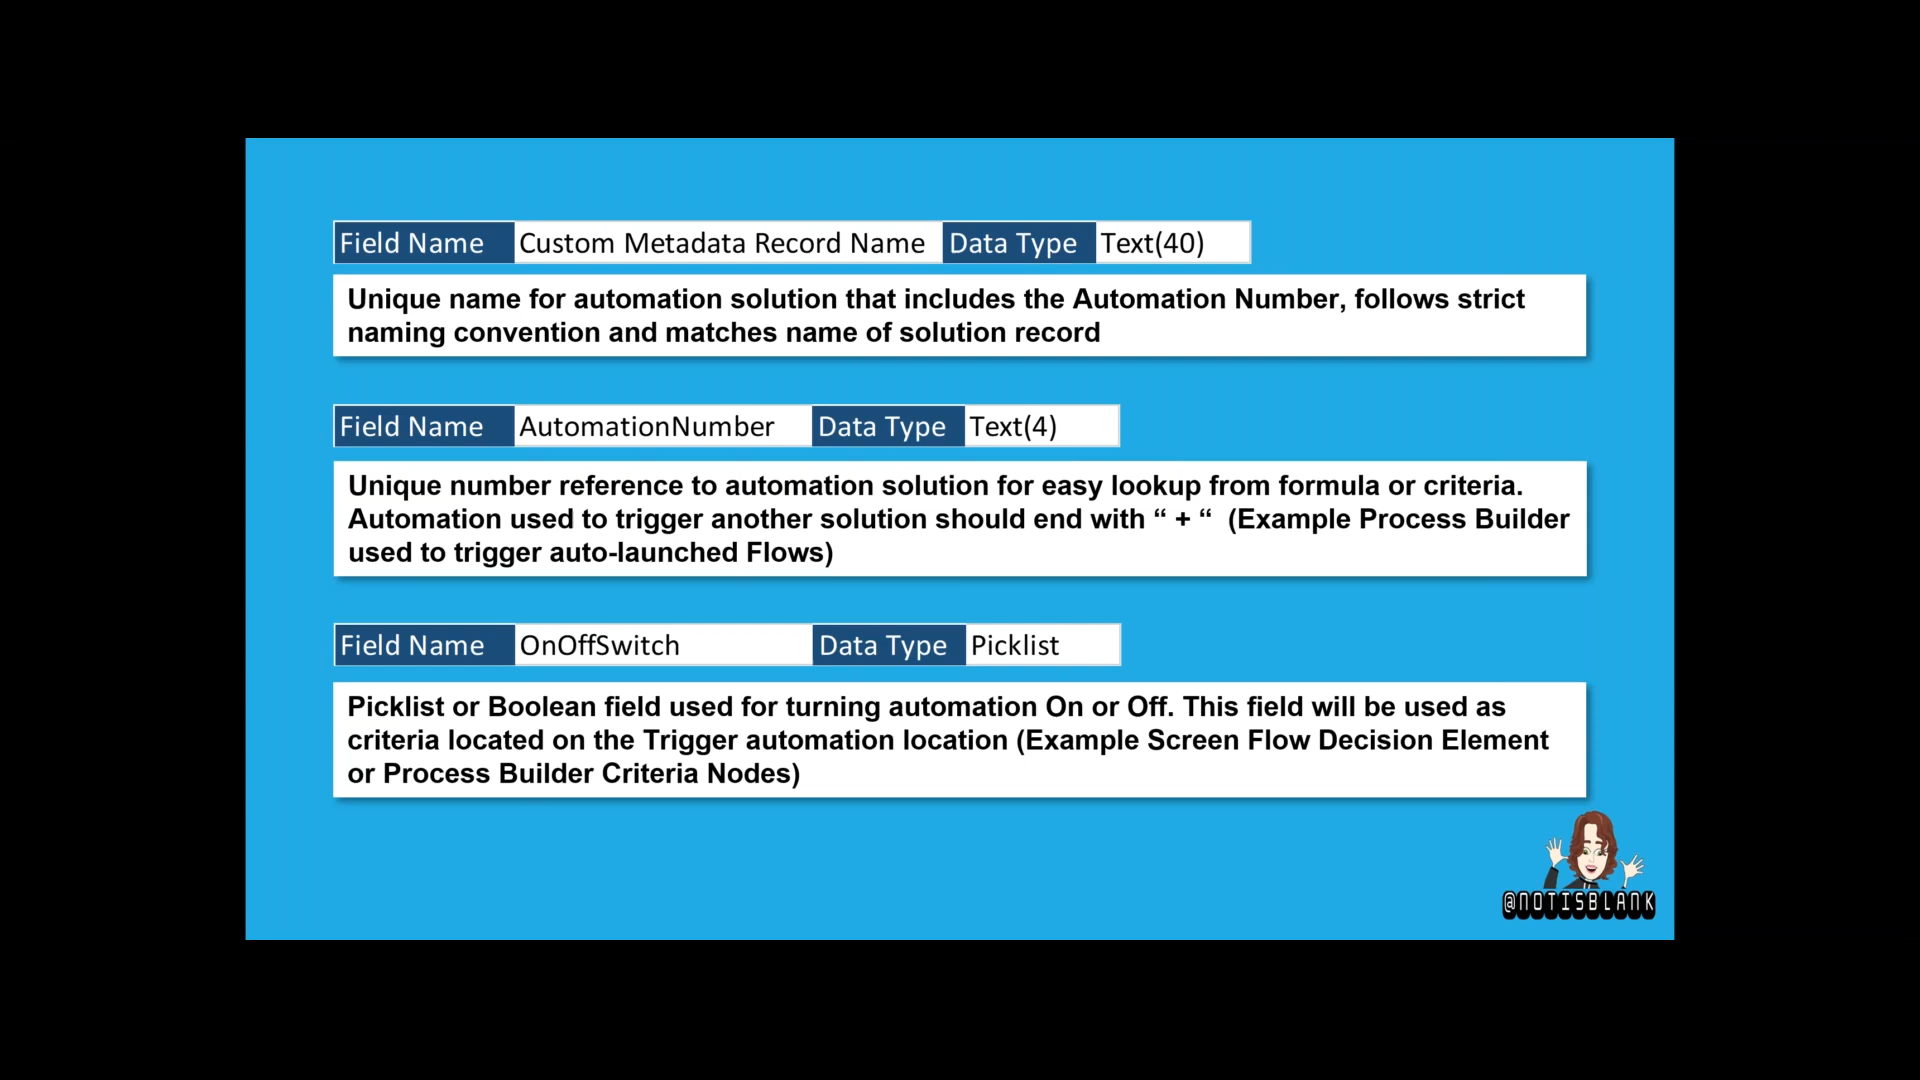 Field Name Custom Metadata Record Name Data Type Text(40)
Unique name for automation solution that includes the Automation Number, follows strict
naming convention and matches name of solution record
Field Name AutomationNumber Data Type Text(4)
Unique number reference to automation solution for easy lookup from formula or criteria.
Automation used to trigger another solution should end with “ + “ (Example Process Builder
used to trigger auto-launched Flows)
Field Name OnOffSwitch Data Type Picklist
Picklist or Boolean field used for turning automation On or Off. This field will be used as
criteria located on the Trigger automation location (Example Screen Flow Decision Element
or Process Builder Criteria Nodes)
@NOTISBLANK